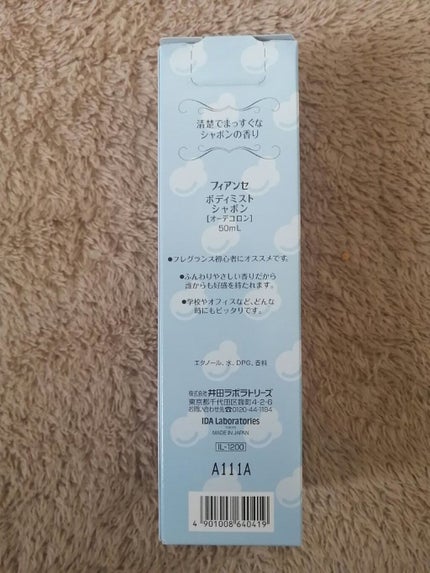 清楚でまっすぐな
シャボンの香り
フィアンセ
ボディミスト
シャボン
[オーデコロン]
50mL
●フレグランス初心者にオススメです。
●ふんわりやさしい香りだから
誰からも好感を持たれます。
●学校やオフィスなど、どんな
時にもピッタリです。
エタノール、水、DPG、香料
株式会社 井田ラボラトリーズ
東京都千代田区麹町4-2-6
お問い合わせ先☎0120-44-1184
IDA Laboratories
MADE IN JAPAN
IL-1200
A111A
4 901008 640419